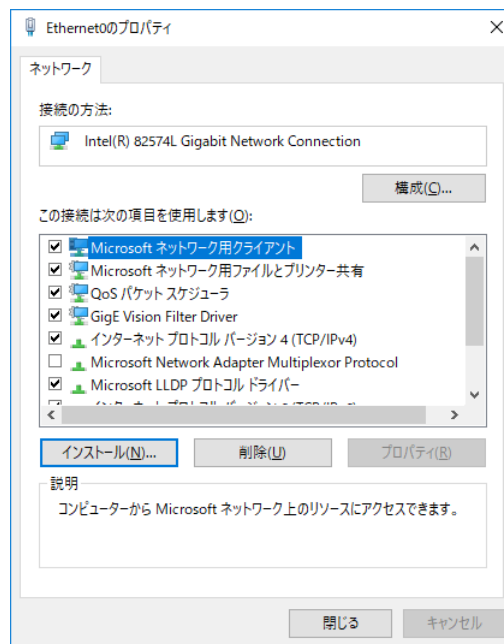 Ethernet0のプロパティ
ネットワーク
接続の方法:
Intel(R) 82574L Gigabit Network Connection
構成(C)...
この接続は次の項目を使用します(O):
Microsoft ネットワーク用クライアント
Microsoft ネットワーク用ファイルとプリンター共有
QoS パケット スケジューラ
GigE Vision Filter Driver
インターネット プロトコル バージョン 4 (TCP/IPv4)
Microsoft Network Adapter Multiplexor Protocol
Microsoft LLDP プロトコル ドライバー
インストール(N)...
削除(U)
プロパティ(R)
説明
コンピューターから Microsoft ネットワーク上のリソースにアクセスできます。
閉じる
キャンセル